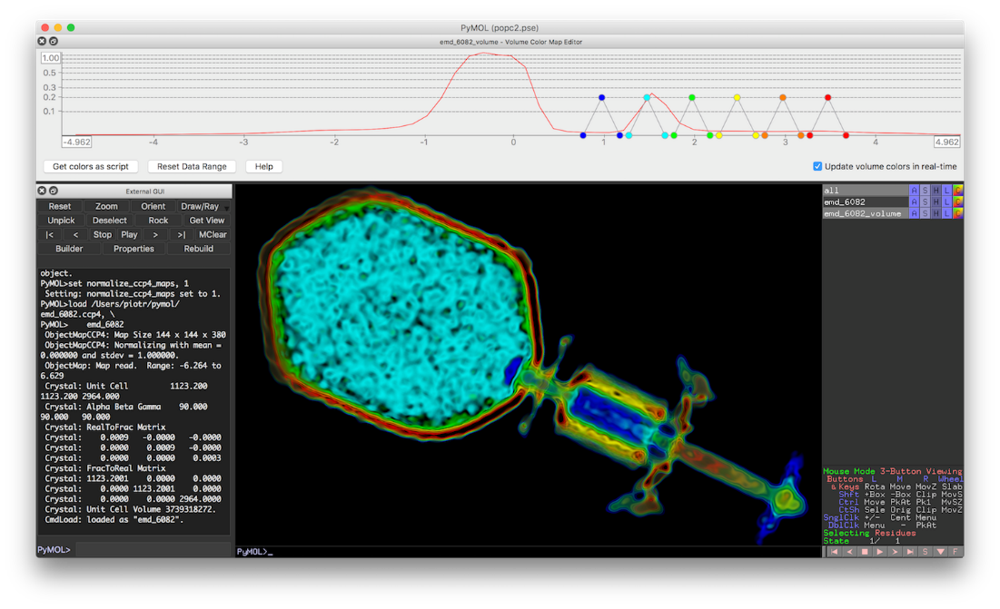 PyMOL (popc2.pse)
emd_6082_volume - Volume Color Map Editor
1.00
0.5
0.3
0.2
0.1
-4.962 -4 -3 -2 -1 0 1 2 3 4 4.962
Get colors as script Reset Data Range Help Update volume colors in real-time
External GUI
Reset Zoom Orient Draw/Ray
Unpick Deselect Rock Get View
|< < Stop Play > >| MClear
Builder Properties Rebuild
object.
PyMOL>set normalize_ccp4_maps, 1
Setting: normalize_ccp4_maps set to 1.
PyMOL>load /Users/piotr/pymol/
emd_6082.ccp4, \
PyMOL> emd_6082
ObjectMapCCP4: Map Size 144 x 144 x 380
ObjectMapCCP4: Normalizing with mean =
0.000000 and stdev = 1.000000.
ObjectMap: Map read. Range: -6.264 to
6.629
Crystal: Unit Cell 1123.200
1123.200 2964.000
Crystal: Alpha Beta Gamma 90.000
90.000 90.000
Crystal: RealToFrac Matrix
Crystal: 0.0009 -0.0000 -0.0000
Crystal: 0.0000 0.0009 -0.0000
Crystal: 0.0000 0.0000 0.0003
Crystal: FracToReal Matrix
Crystal: 1123.2001 0.0000 0.0000
Crystal: 0.0000 1123.2001 0.0000
Crystal: 0.0000 0.0000 2964.0000
Crystal: Unit Cell Volume 3739318272.
CmdLoad: loaded as "emd_6082".
PyMOL>
PyMOL>_
all A S H L C
emd_6082 A S H L C
emd_6082_volume A S H L C
Mouse Mode 3-Button Viewing
Buttons L M R Wheel
& Keys Rota Move MovZ Slab
Shft +Box -Box Clip MovS
Ctrl Move PkAt Pk1 MvSZ
CtSh Sele Orig Clip MovZ
SnglClk +/- Cent Menu
DblClk Menu - PkAt
Selecting Residues
State 1/ 1
S F